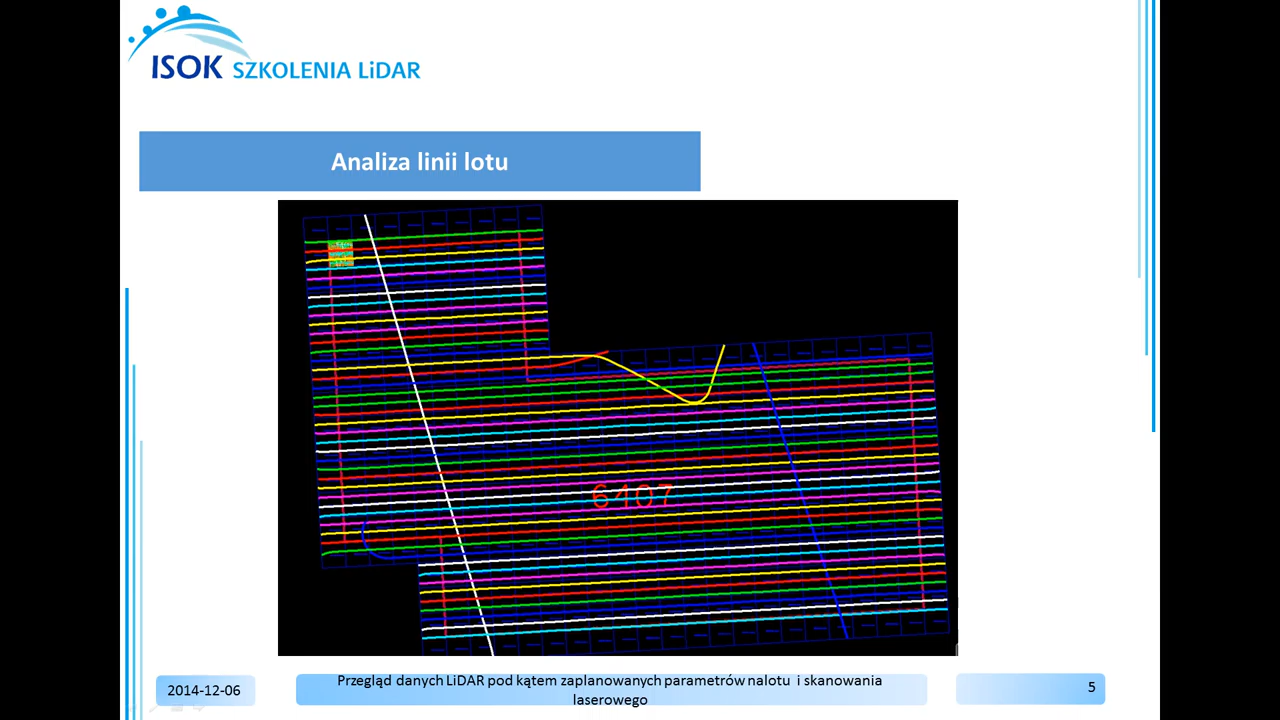 ISOK SZKOLENIA LiDAR
Analiza linii lotu
6407
2014-12-06
Przegląd danych LiDAR pod kątem zaplanowanych parametrów nalotu i skanowania
laserowego
5